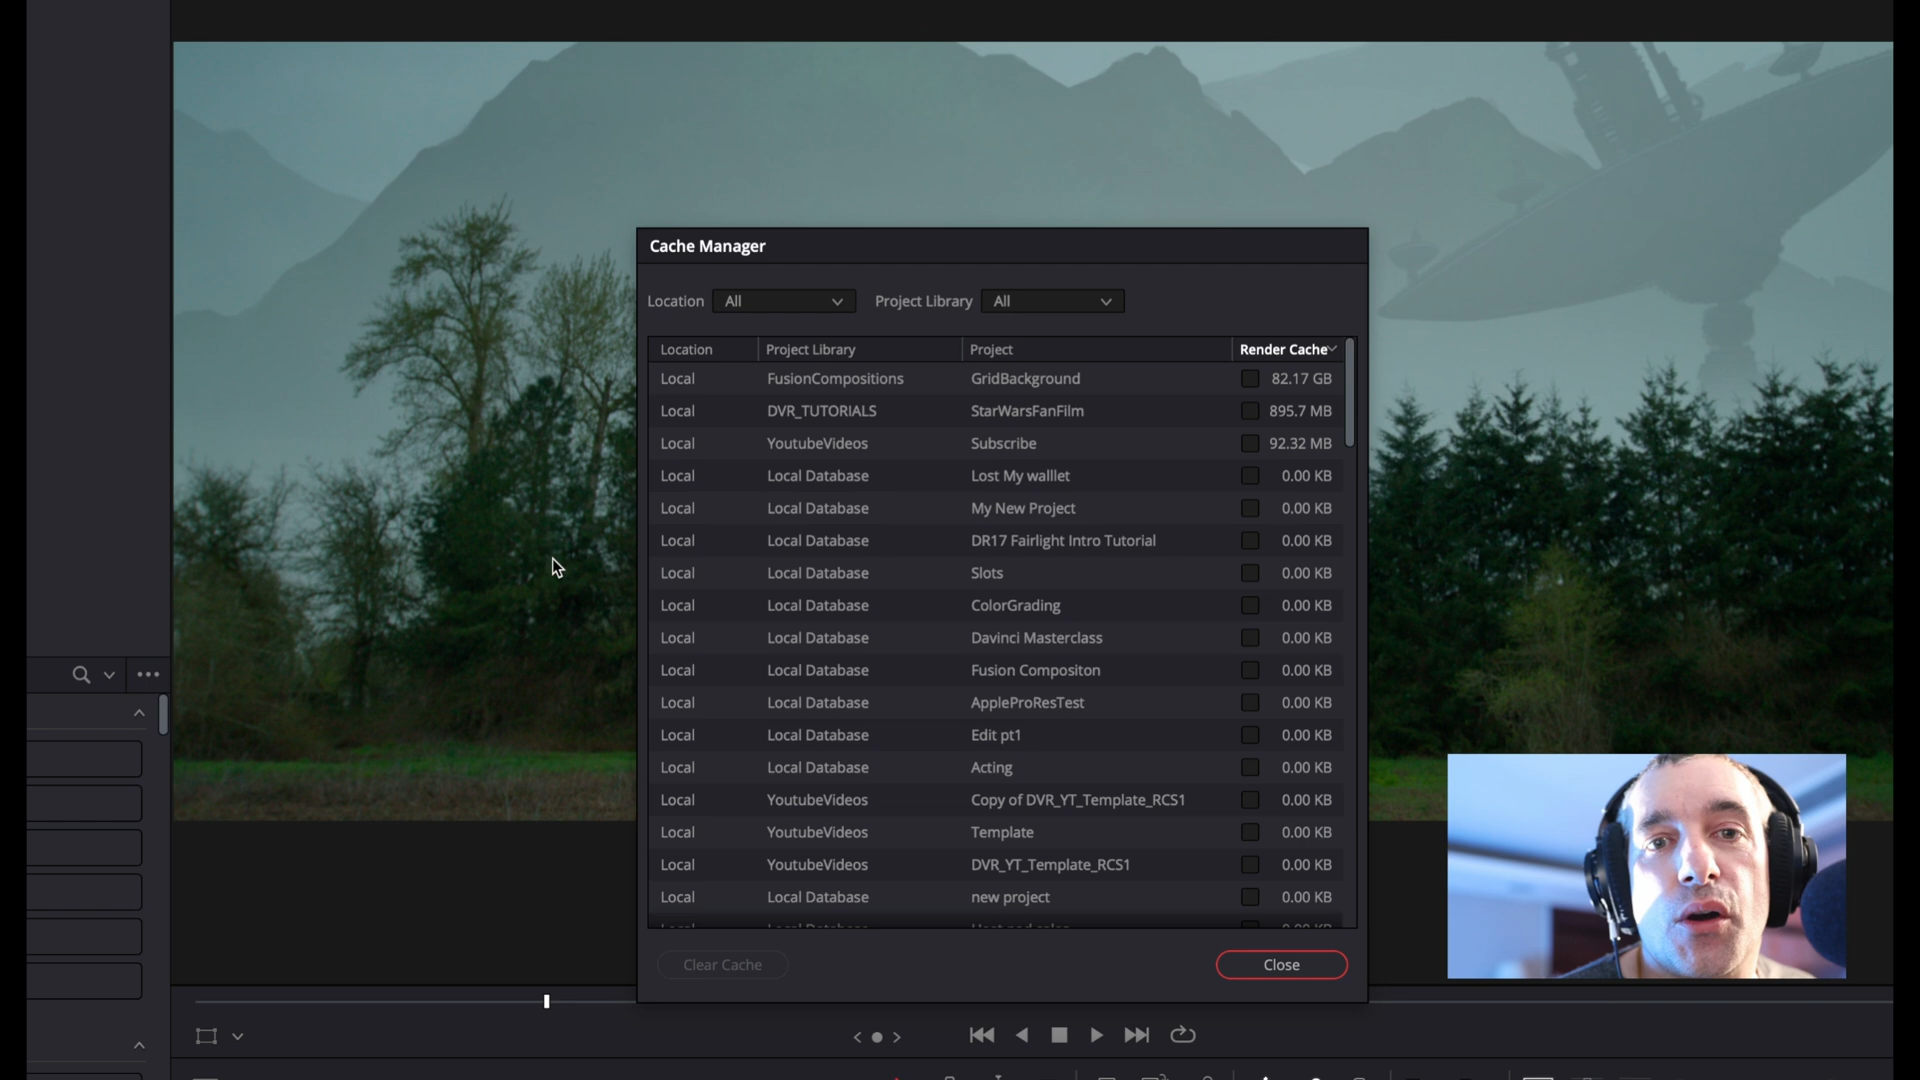 Cache Manager
Location All Project Library All
Location Project Library Project Render Cache
Local FusionCompositions GridBackground 82.17 GB
Local DVR_TUTORIALS StarWarsFanFilm 895.7 MB
Local YoutubeVideos Subscribe 92.32 MB
Local Local Database Lost My walllet 0.00 KB
Local Local Database My New Project 0.00 KB
Local Local Database DR17 Fairlight Intro Tutorial 0.00 KB
Local Local Database Slots 0.00 KB
Local Local Database ColorGrading 0.00 KB
Local Local Database Davinci Masterclass 0.00 KB
Local Local Database Fusion Compositon 0.00 KB
Local Local Database AppleProResTest 0.00 KB
Local Local Database Edit pt1 0.00 KB
Local Local Database Acting 0.00 KB
Local YoutubeVideos Copy of DVR_YT_Template_RCS1 0.00 KB
Local YoutubeVideos Template 0.00 KB
Local YoutubeVideos DVR_YT_Template_RCS1 0.00 KB
Local Local Database new project 0.00 KB
Clear Cache Close